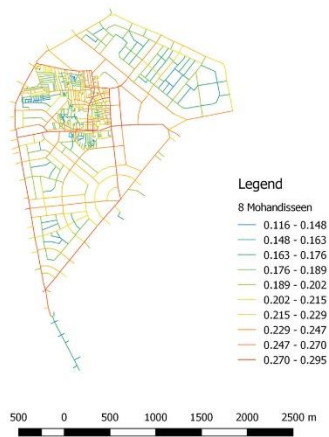 Legend
8 Mohandisseen
0.116 - 0.148
0.148 - 0.163
0.163 - 0.176
0.176 - 0.189
0.189 - 0.202
0.202 - 0.215
0.215 - 0.229
0.229 - 0.247
0.247 - 0.270
0.270 - 0.295
500 0 500 1000 1500 2000 2500 m